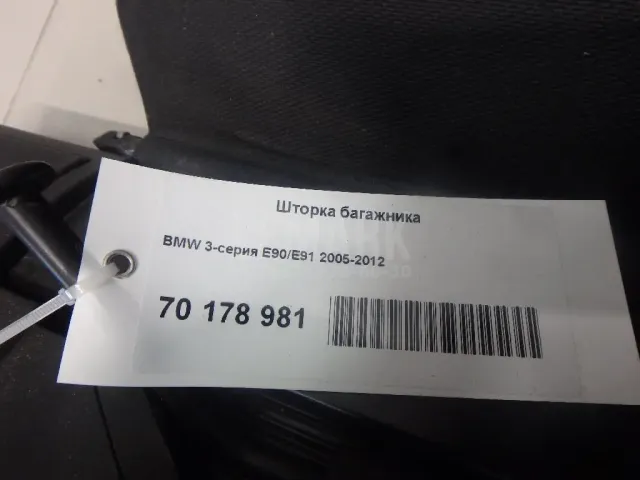 Шторка багажника
BMW 3-серия E90/E91 2005-2012
70 178 981